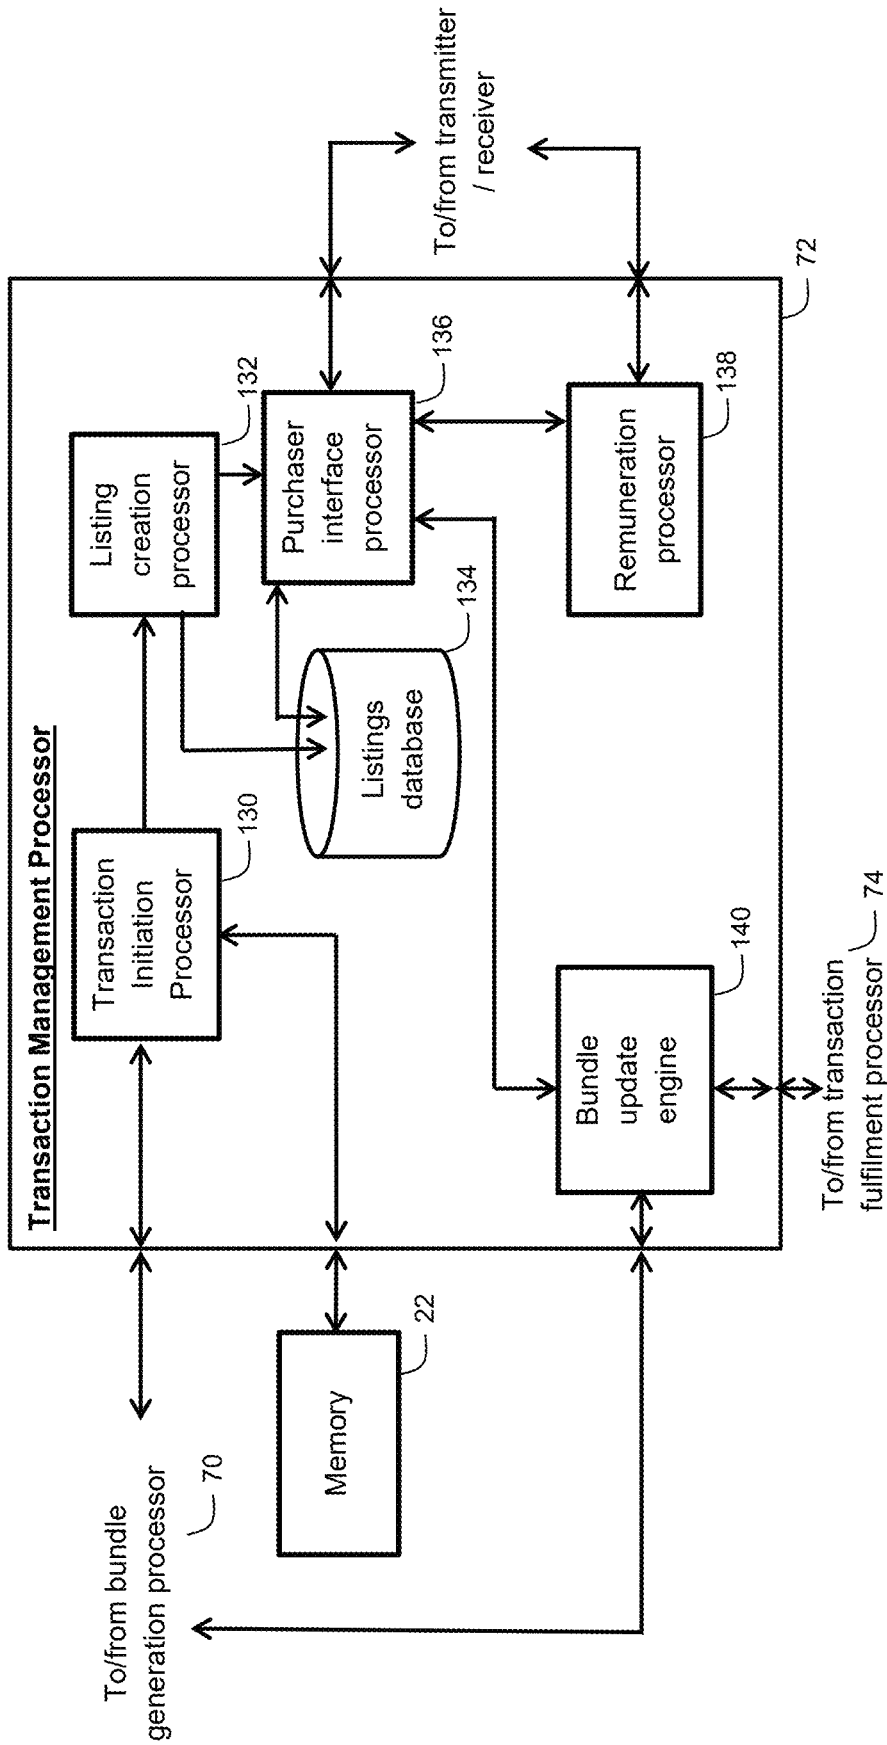 Transaction Management Processor
To/from bundle
generation processor
70
Transaction
Initiation
Processor
130
Listing
creation
processor
132
Memory
22
Listings
database
134
Purchaser
interface
processor
136
To/from transmitter
/ receiver
Bundle
update
engine
140
Remuneration
processor
138
72
To/from transaction
fulfilment processor
74